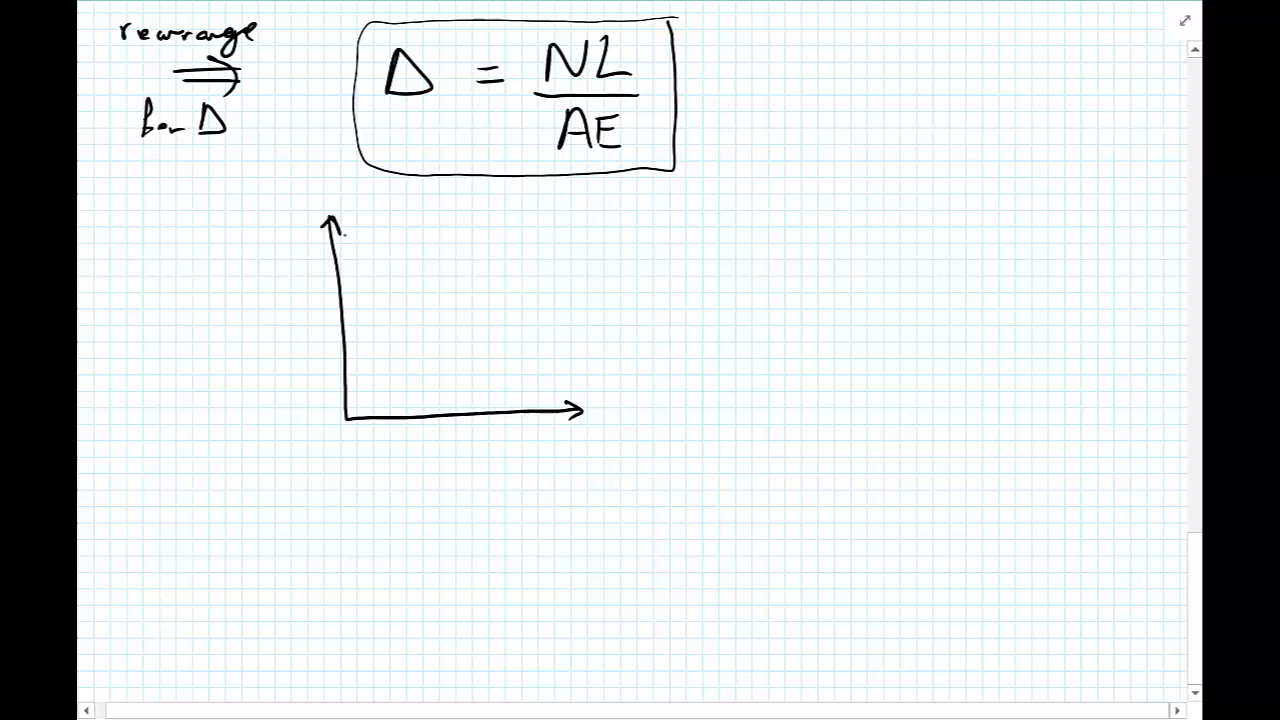 rearrange
⇒
for Δ
Δ = NL/AE